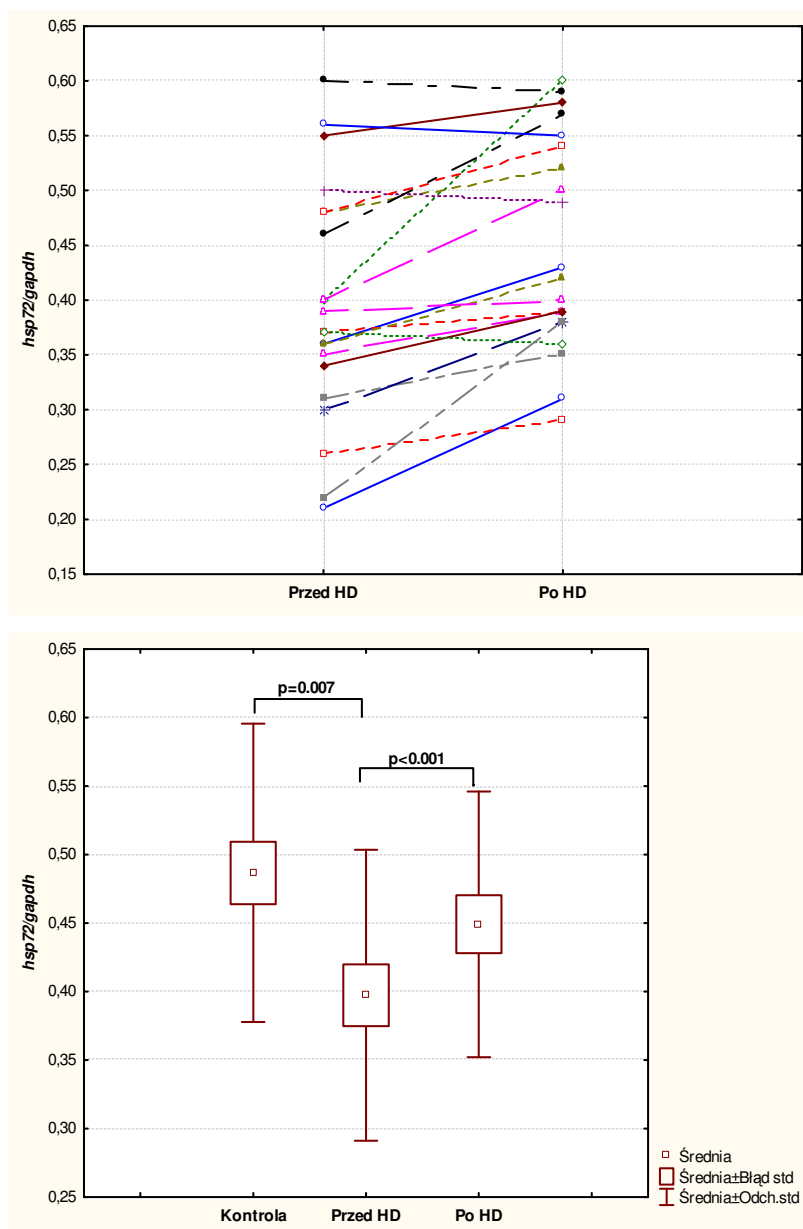 0,65
0,60
0,55
0,50
0,45
0,40
0,35
0,30
0,25
0,20
0,15
hsp72/gapdh
Przed HD
Po HD
0,65
0,60
0,55
0,50
0,45
0,40
0,35
0,30
0,25
hsp72/gapdh
p=0.007
p<0.001
Kontrola
Przed HD
Po HD
Średnia
Średnia±Błąd std
Średnia±Odch.std